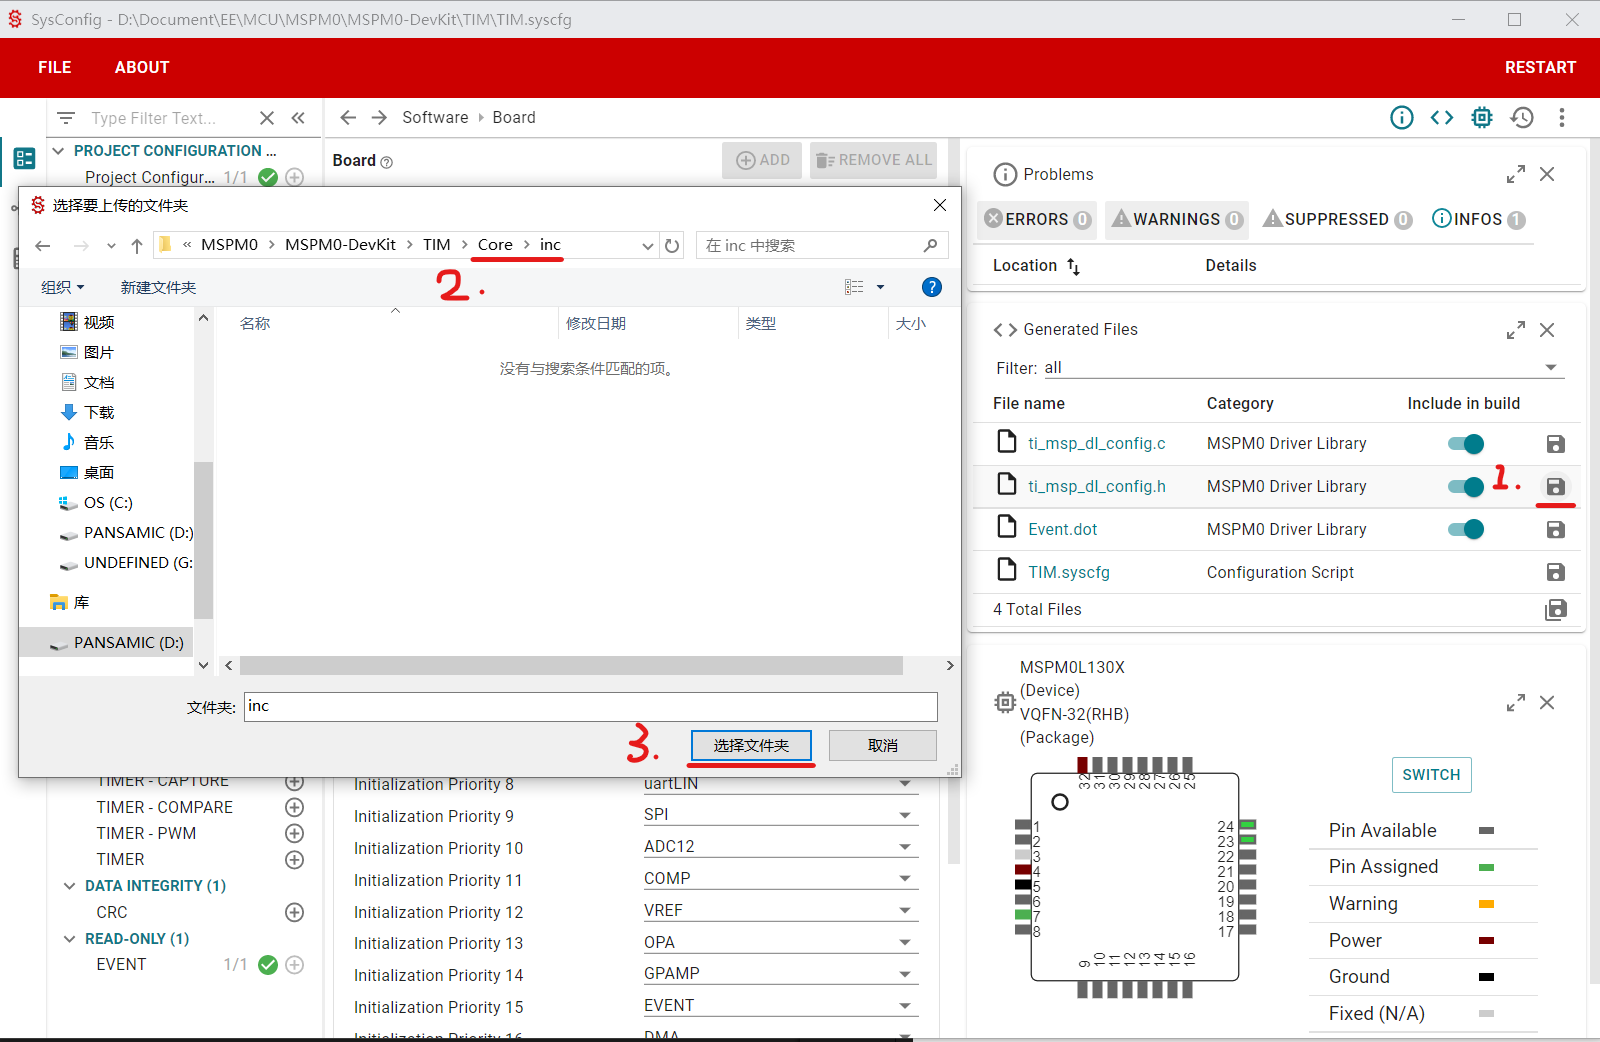 SysConfig - D:\Document\EE\MCU\MSPM0\MSPM0-DevKit\TIM\TIM.syscfg
FILE
ABOUT
RESTART
Type Filter Text...
Software
Board
PROJECT CONFIGURATION ...
Project Configur... 1/1
Board
ADD
REMOVE ALL
选择要上传的文件夹
« MSPM0 > MSPM0-DevKit > TIM > Core > inc
在 inc 中搜索
2.
组织
新建文件夹
视频
图片
文档
下载
音乐
桌面
OS (C:)
PANSAMIC (D:)
UNDEFINED (G:
库
PANSAMIC (D:)
名称
修改日期
类型
大小
没有与搜索条件匹配的项。
文件夹:
inc
3.
选择文件夹
取消
TIMER - CAPTURE
TIMER - COMPARE
TIMER - PWM
TIMER
DATA INTEGRITY (1)
CRC
READ-ONLY (1)
EVENT 1/1
Initialization Priority 8 uartLIN
Initialization Priority 9 SPI
Initialization Priority 10 ADC12
Initialization Priority 11 COMP
Initialization Priority 12 VREF
Initialization Priority 13 OPA
Initialization Priority 14 GPAMP
Initialization Priority 15 EVENT
Initialization Priority 16 DMA
Problems
ERRORS 0
WARNINGS 0
SUPPRESSED 0
INFOS 1
Location
Details
Generated Files
Filter: all
File name Category Include in build
ti_msp_dl_config.c MSPM0 Driver Library
ti_msp_dl_config.h MSPM0 Driver Library
1.
Event.dot MSPM0 Driver Library
TIM.syscfg Configuration Script
4 Total Files
MSPM0L130X
(Device)
VQFN-32(RHB)
(Package)
SWITCH
32 31 30 29 28 27 26 25
1
2
3
4
5
6
7
8
24
23
22
21
20
19
18
17
9 10 11 12 13 14 15 16
Pin Available
Pin Assigned
Warning
Power
Ground
Fixed (N/A)